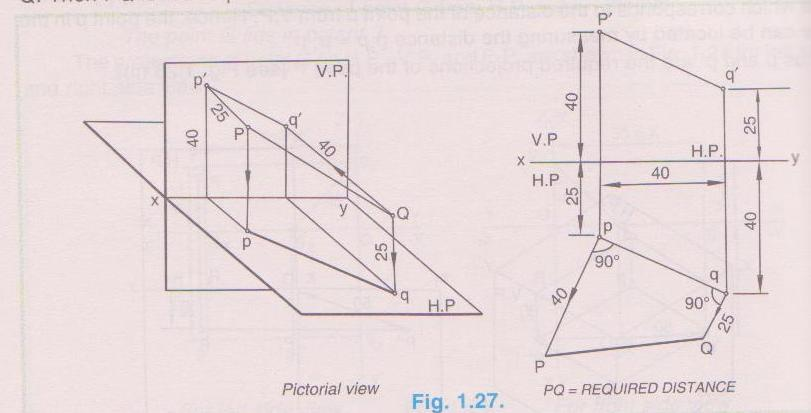 V.P.
p'
q'
25
P
40
40
x
y
Q
p
25
q
H.P
Pictorial view
P'
q'
40
25
V.P
H.P.
x
y
H.P
40
25
40
p
90°
q
40
90°
25
Q
P
PQ = REQUIRED DISTANCE
Fig. 1.27.